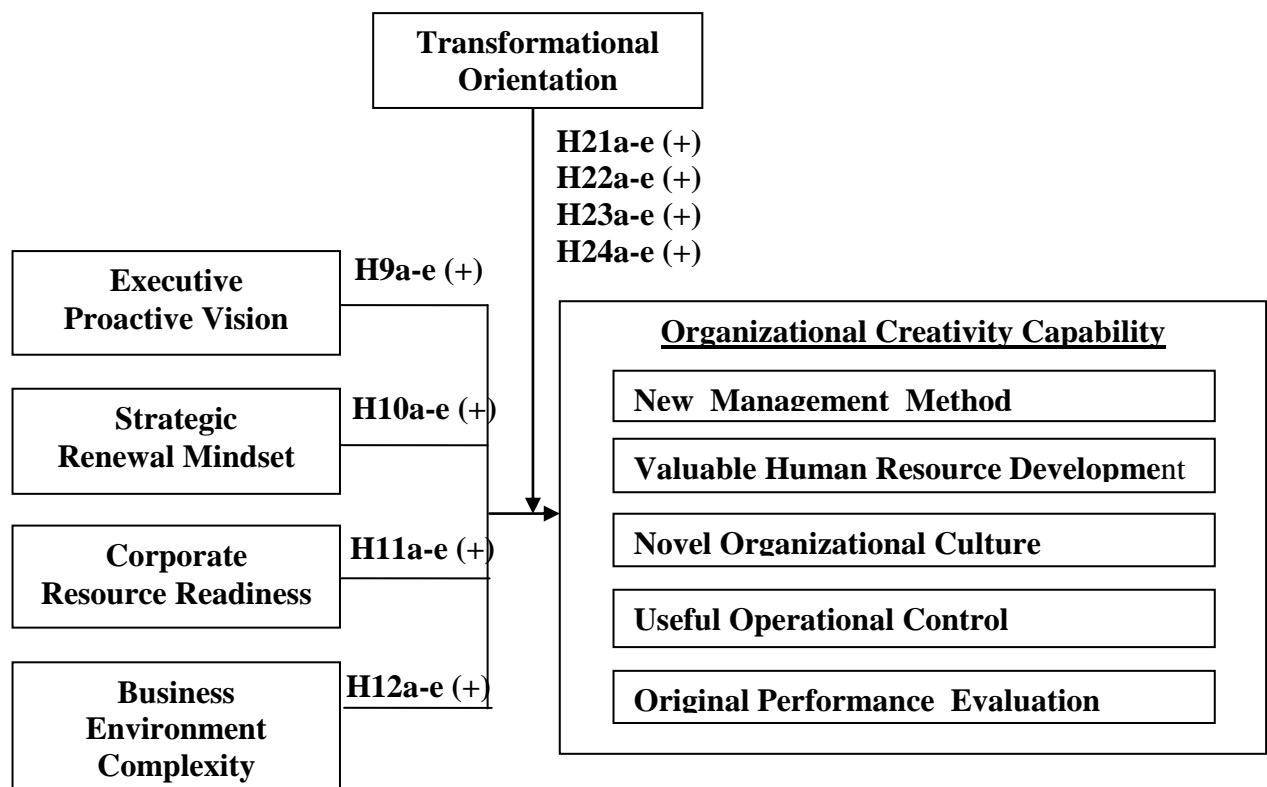 Transformational
Orientation
H21a-e (+)
H22a-e (+)
H23a-e (+)
H24a-e (+)
Executive
Proactive Vision
H9a-e (+)
Strategic
Renewal Mindset
H10a-e (+)
Corporate
Resource Readiness
H11a-e (+)
Business
Environment
Complexity
H12a-e (+)
Organizational Creativity Capability
New Management Method
Valuable Human Resource Development
Novel Organizational Culture
Useful Operational Control
Original Performance Evaluation